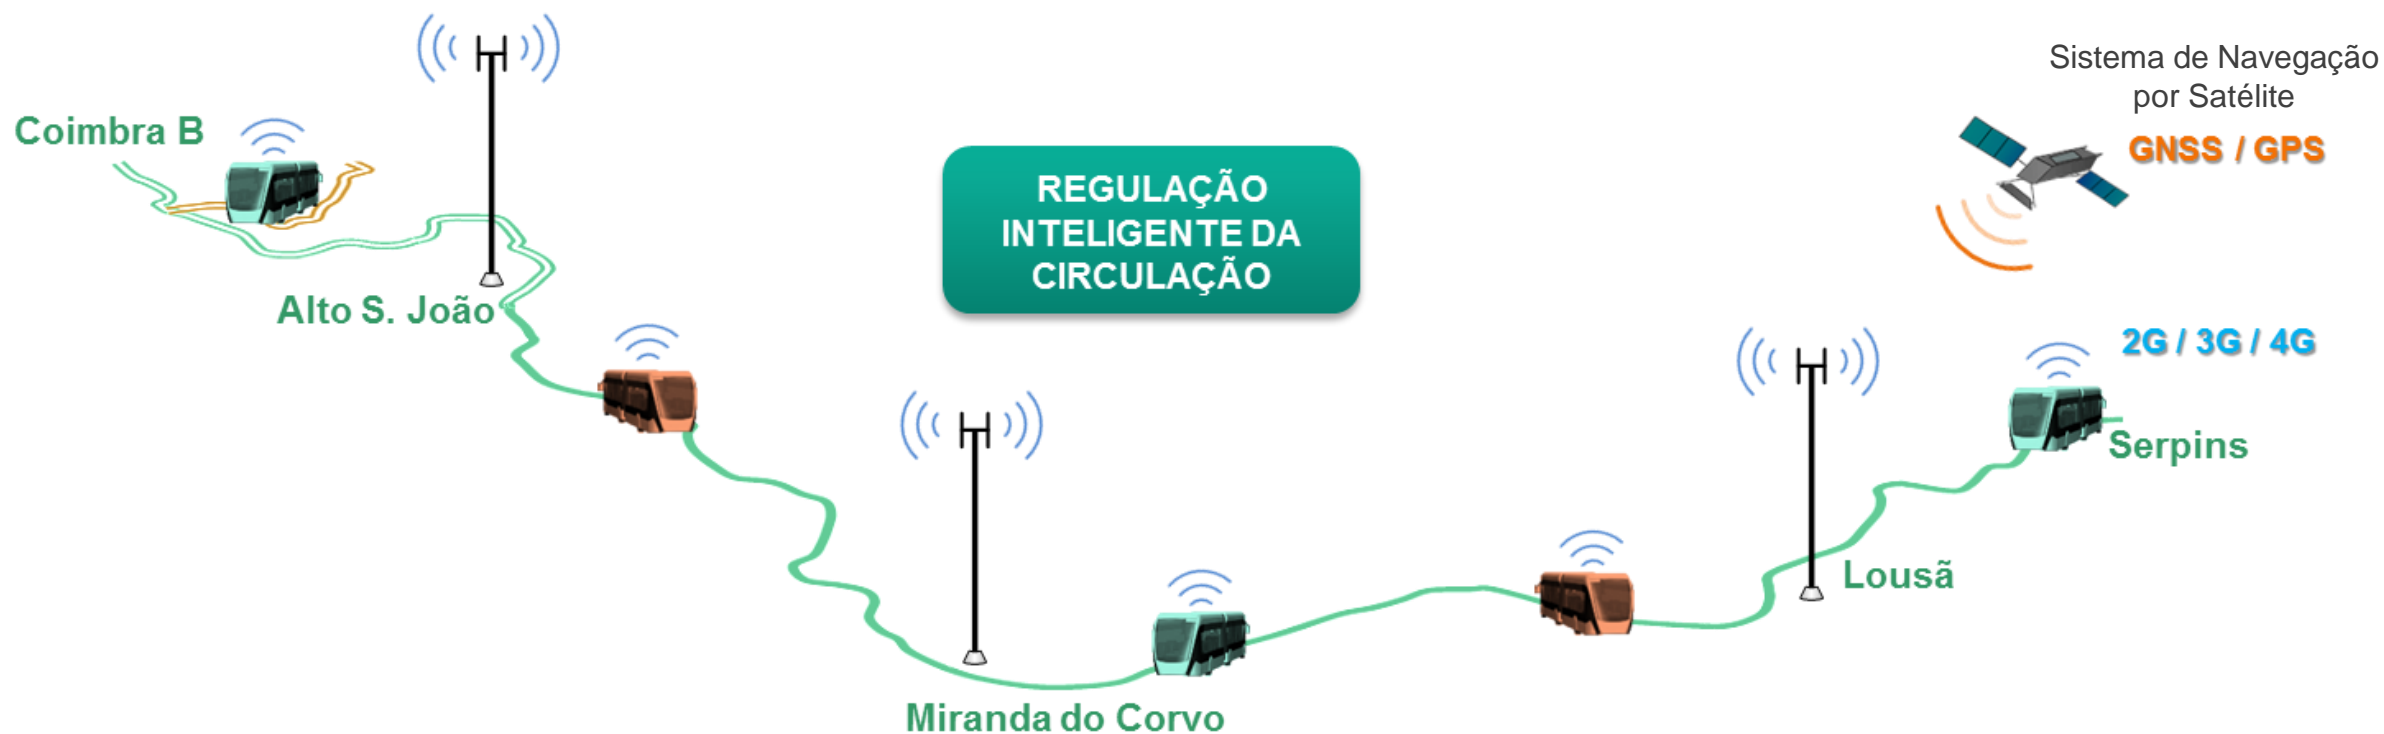 Sistema de Navegação
por Satélite
GNSS / GPS
Coimbra B
REGULAÇÃO
INTELIGENTE DA
CIRCULAÇÃO
Alto S. João
2G / 3G / 4G
Serpins
Lousã
Miranda do Corvo